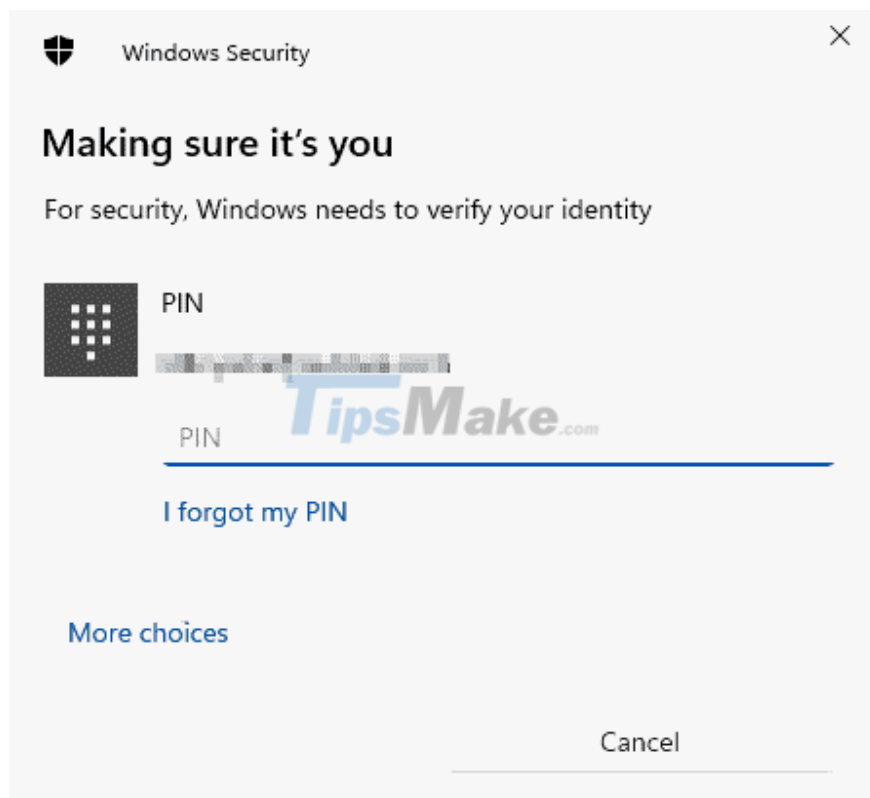 Windows Security
Making sure it's you
For security, Windows needs to verify your identity
PIN
TipsMake.com
PIN
I forgot my PIN
More choices
Cancel